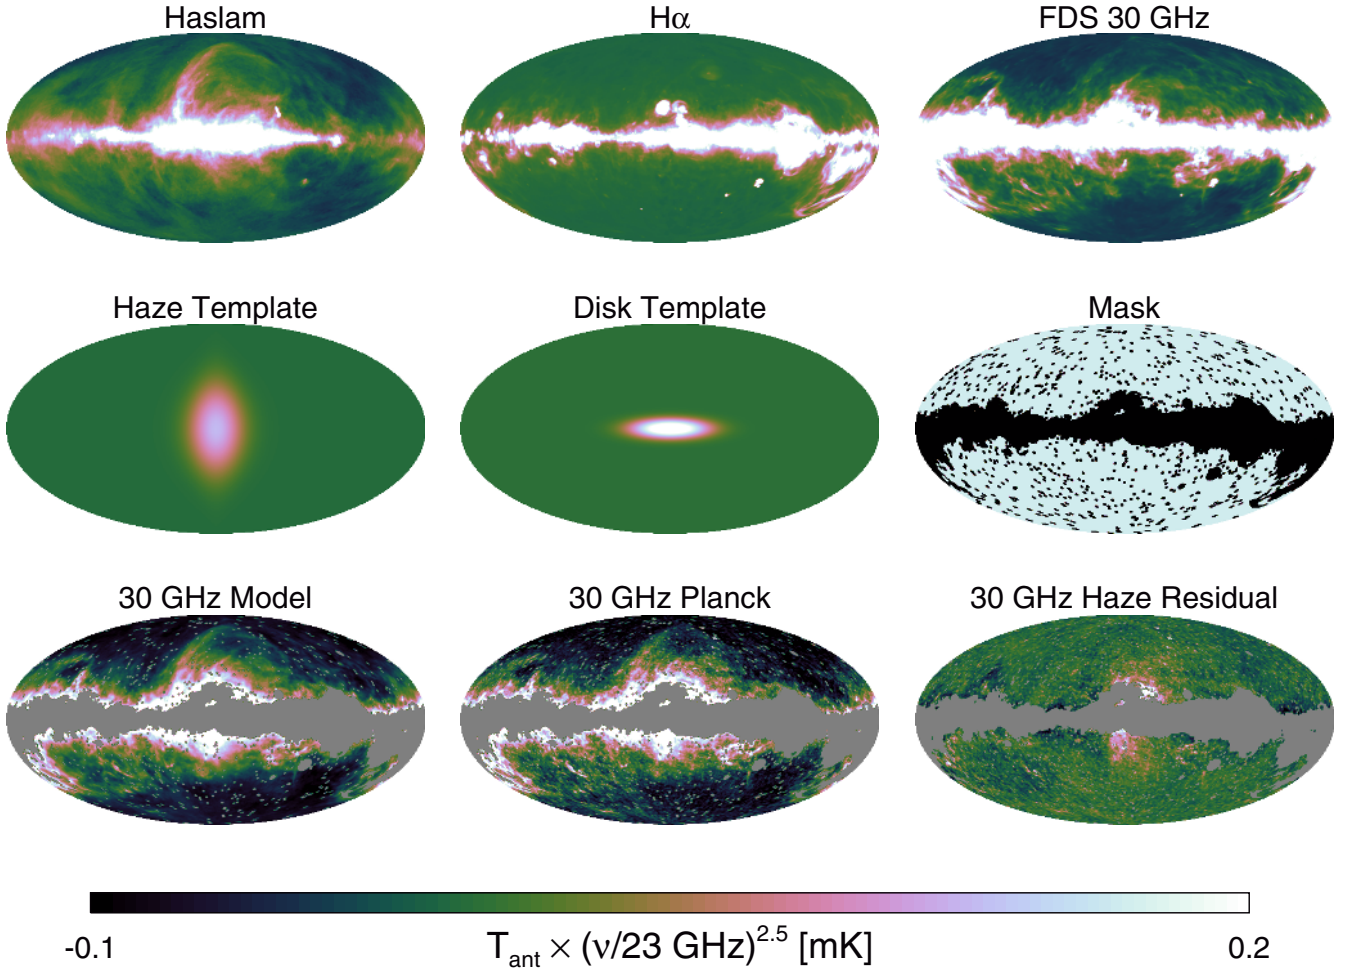 Haslam
Hα
FDS 30 GHz
Haze Template
Disk Template
Mask
30 GHz Model
30 GHz Planck
30 GHz Haze Residual
-0.1
T_ant × (ν/23 GHz)^2.5 [mK]
0.2